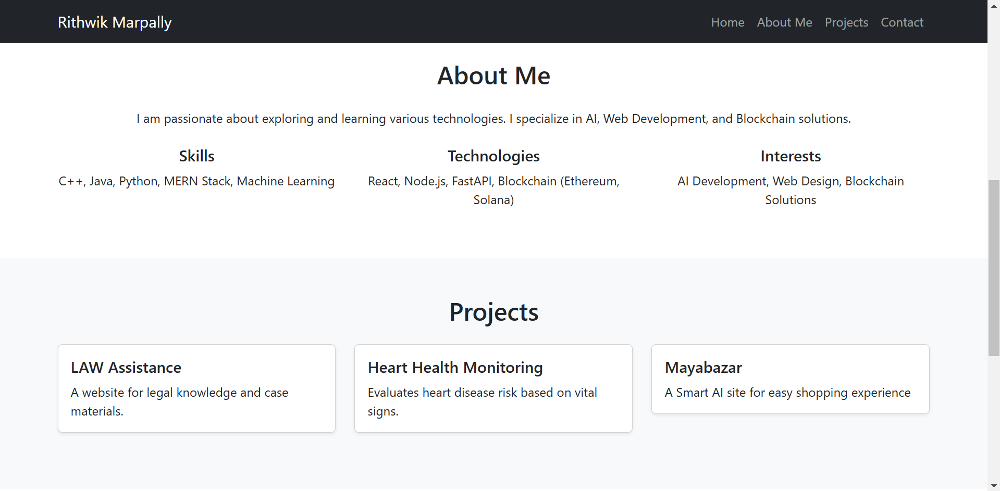 Rithwik Marpally
Home About Me Projects Contact
About Me
I am passionate about exploring and learning various technologies. I specialize in AI, Web Development, and Blockchain solutions.
Skills
C++, Java, Python, MERN Stack, Machine Learning
Technologies
React, Node.js, FastAPI, Blockchain (Ethereum,
Solana)
Interests
AI Development, Web Design, Blockchain
Solutions
Projects
LAW Assistance
A website for legal knowledge and case
materials.
Heart Health Monitoring
Evaluates heart disease risk based on vital
signs.
Mayabazar
A Smart AI site for easy shopping experience